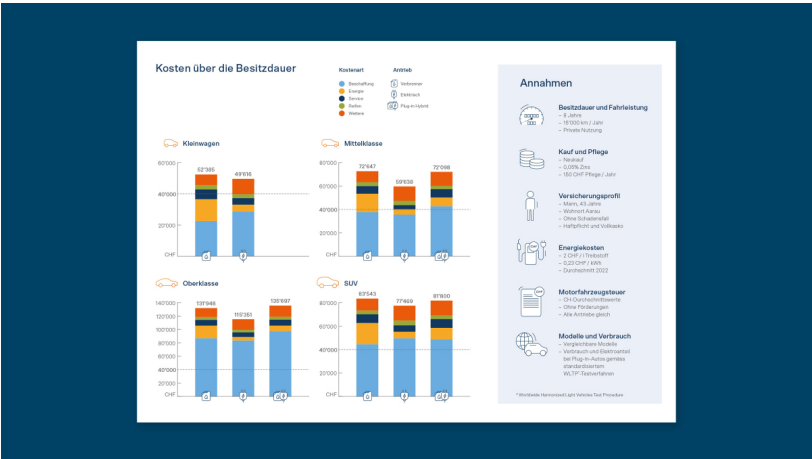 Kosten über die Besitzdauer
Kostenart
Beschaffung
Energie
Service
Reifen
Weitere
Antrieb
Verbrenner
Elektrisch
Plug-in Hybrid
Kleinwagen
60'000
40'000
20'000
CHF
52'385
49'616
Mittelklasse
80'000
60'000
40'000
20'000
CHF
72'647
59'638
72'098
Oberklasse
140'000
120'000
100'000
80'000
60'000
40'000
20'000
CHF
131'948
115'351
135'697
SUV
80'000
60'000
40'000
20'000
CHF
83'543
77'469
81'800
Annahmen
Besitzdauer und Fahrleistung
– 8 Jahre
– 15'000 km / Jahr
– Private Nutzung
Kauf und Pflege
– Neukauf
– 0,05% Zins
– 150 CHF Pflege / Jahr
Versicherungsprofil
– Mann, 43 Jahre
– Wohnort Aarau
– Ohne Schadensfall
– Haftpflicht und Vollkasko
Energiekosten
– 2 CHF / l Treibstoff
– 0,23 CHF / kWh
– Durchschnitt 2022
Motorfahrzeugsteuer
– CH-Durchschnittswerte
– Ohne Förderungen
– Alle Antriebe gleich
Modelle und Verbrauch
– Vergleichbare Modelle
– Verbrauch und Elektroanteil
bei Plug-in-Autos gemäss
standardisiertem
WLTP*-Testverfahren
* Worldwide Harmonized Light Vehicles Test Procedure